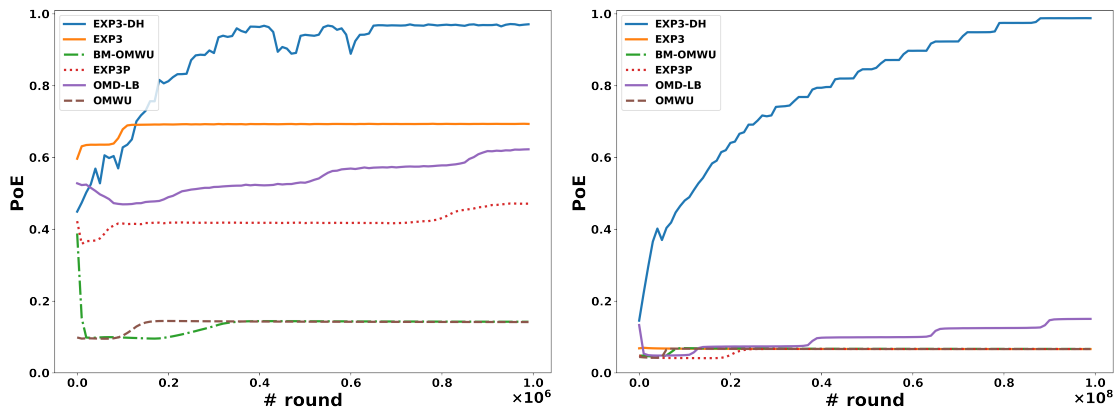 EXP3-DH
EXP3
BM-OMWU
EXP3P
OMD-LB
OMWU
PoE
1.0
0.8
0.6
0.4
0.2
0.0
0.0 0.2 0.4 0.6 0.8 1.0
# round
×10^6
EXP3-DH
EXP3
BM-OMWU
EXP3P
OMD-LB
OMWU
PoE
1.0
0.8
0.6
0.4
0.2
0.0
0.0 0.2 0.4 0.6 0.8 1.0
# round
×10^8